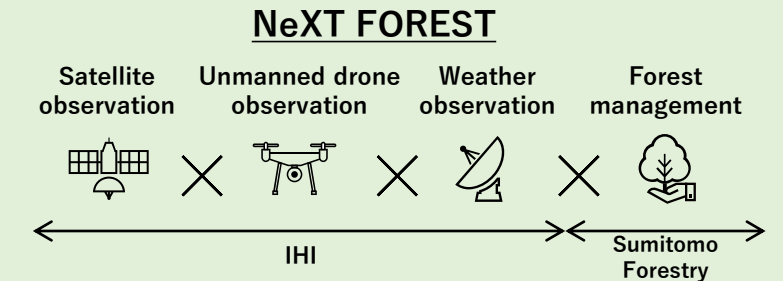 NeXT FOREST
Satellite
observation
Unmanned drone
observation
Weather
observation
Forest
management
IHI
Sumitomo
Forestry